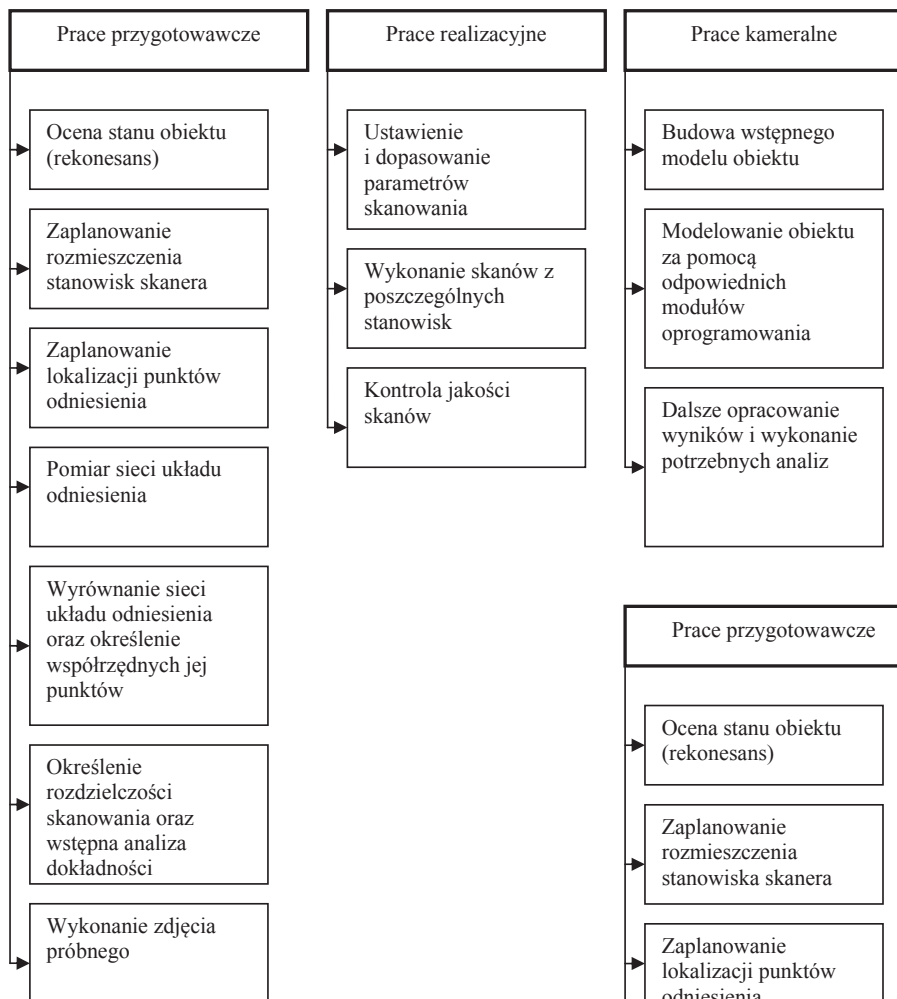 Prace przygotowawcze
Ocena stanu obiektu
(rekonesans)
Zaplanowanie
rozmieszczenia
stanowisk skanera
Zaplanowanie
lokalizacji punktów
odniesienia
Pomiar sieci układu
odniesienia
Wyrównanie sieci
układu odniesienia
oraz określenie
współrzędnych jej
punktów
Określenie
rozdzielczości
skanowania oraz
wstępna analiza
dokładności
Wykonanie zdjęcia
próbnego
Prace realizacyjne
Ustawienie
i dopasowanie
parametrów
skanowania
Wykonanie skanów z
poszczególnych
stanowisk
Kontrola jakości
skanów
Prace kameralne
Budowa wstępnego
modelu obiektu
Modelowanie obiektu
za pomocą
odpowiednich
modułów
oprogramowania
Dalsze opracowanie
wyników i wykonanie
potrzebnych analiz
Prace przygotowawcze
Ocena stanu obiektu
(rekonesans)
Zaplanowanie
rozmieszczenia
stanowiska skanera
Zaplanowanie
lokalizacji punktów
odniesienia